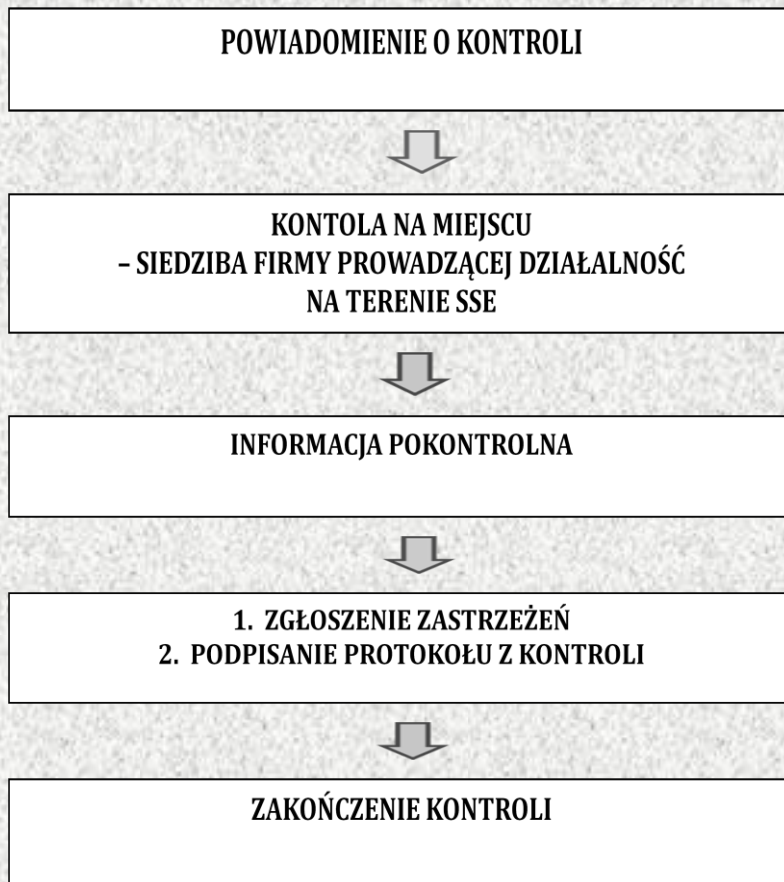 POWIADOMIENIE O KONTROLI
KONTOLA NA MIEJSCU
– SIEDZIBA FIRMY PROWADZĄCEJ DZIAŁALNOŚĆ
NA TERENIE SSE
INFORMACJA POKONTROLNA
1. ZGŁOSZENIE ZASTRZEŻEŃ
2. PODPISANIE PROTOKOŁU Z KONTROLI
ZAKOŃCZENIE KONTROLI